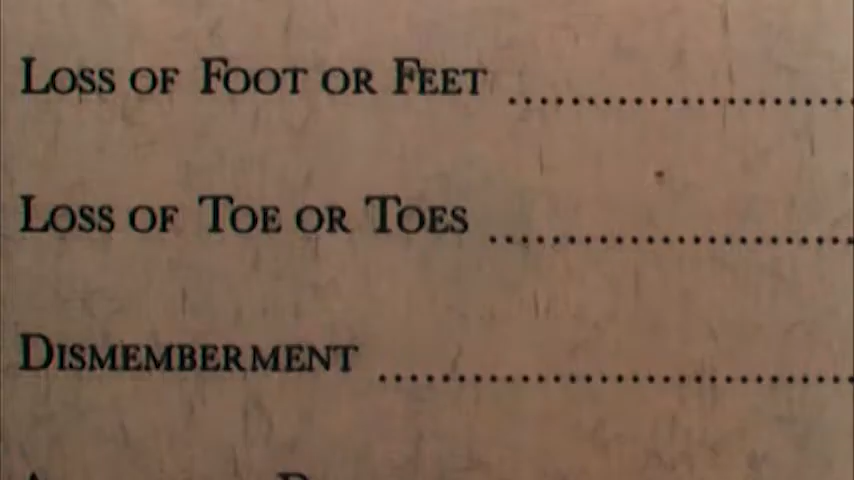 LOSS OF FOOT OR FEET ................................
LOSS OF TOE OR TOES ................................
DISMEMBERMENT ................................